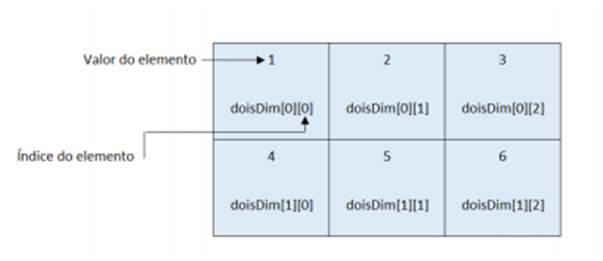 Valor do elemento 1 2 3
doisDim[0][0] doisDim[0][1] doisDim[0][2]
Índice do elemento 4 5 6
doisDim[1][0] doisDim[1][1] doisDim[1][2]